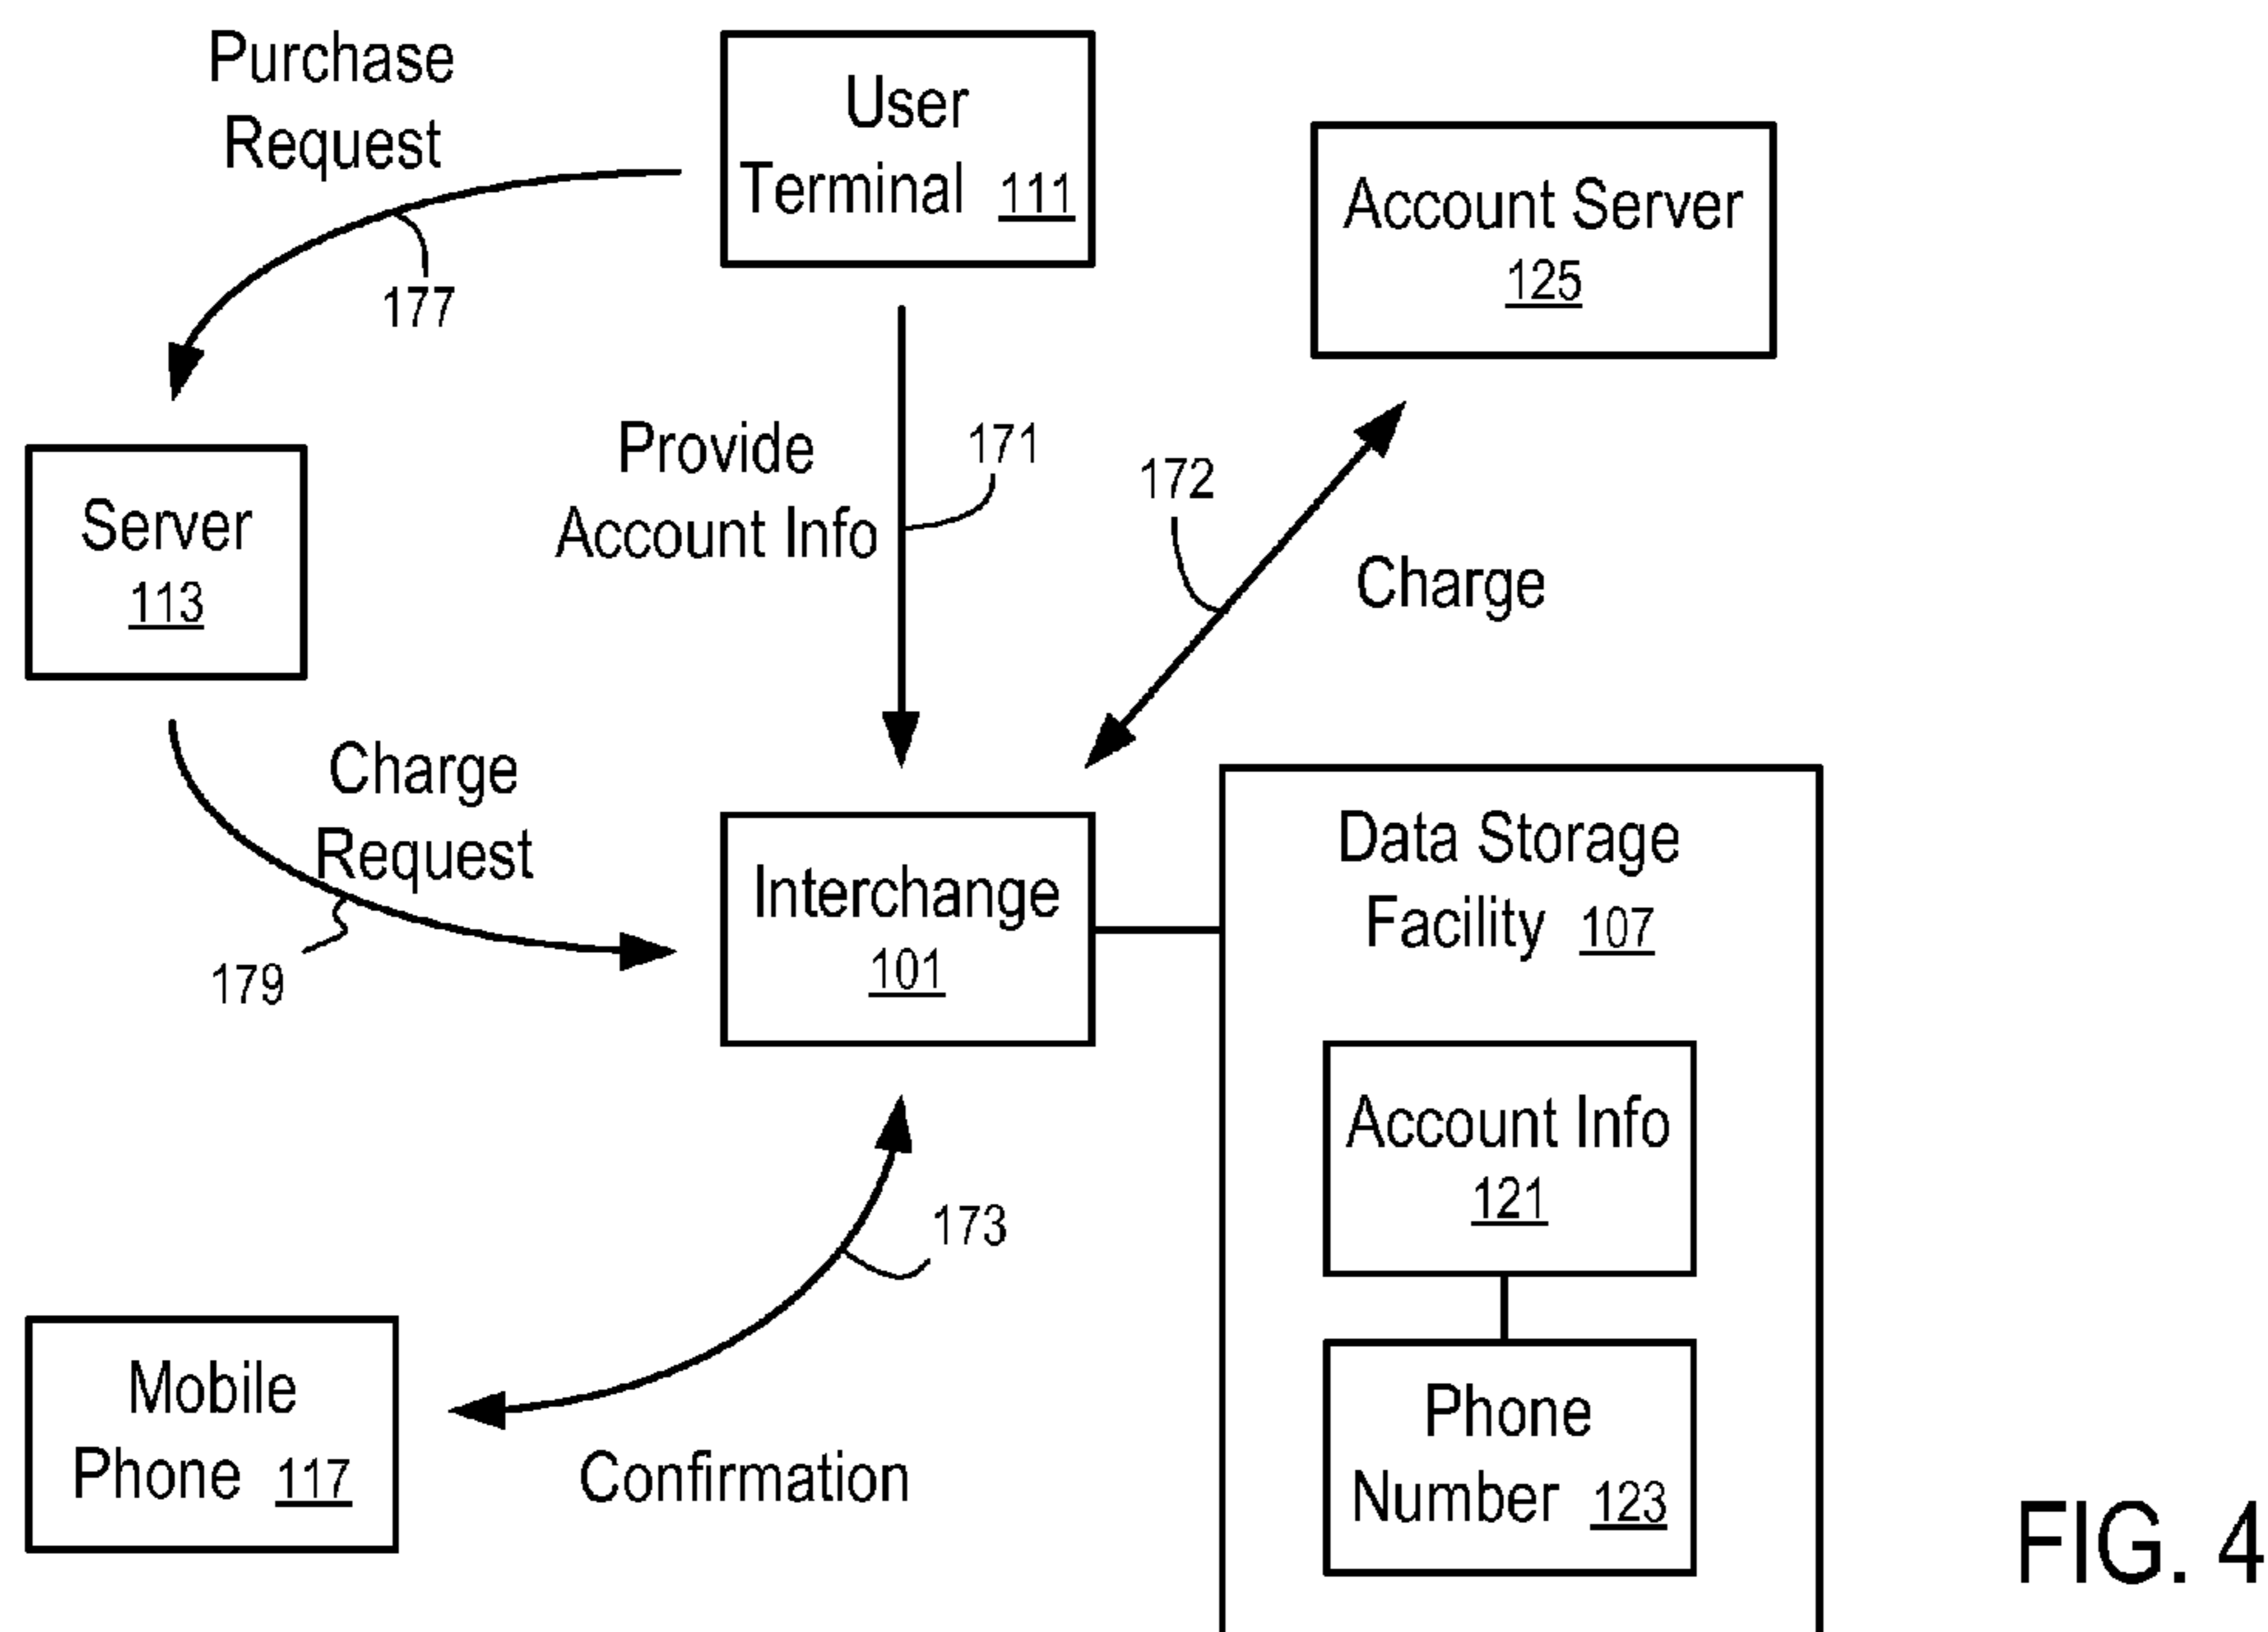 Purchase
Request
177
User
Terminal 111
Account Server
125
Server
113
Provide
Account Info
171
172
Charge
Charge
Request
179
Interchange
101
Data Storage
Facility 107
Account Info
121
Phone
Number 123
173
Mobile
Phone 117
Confirmation
FIG. 4